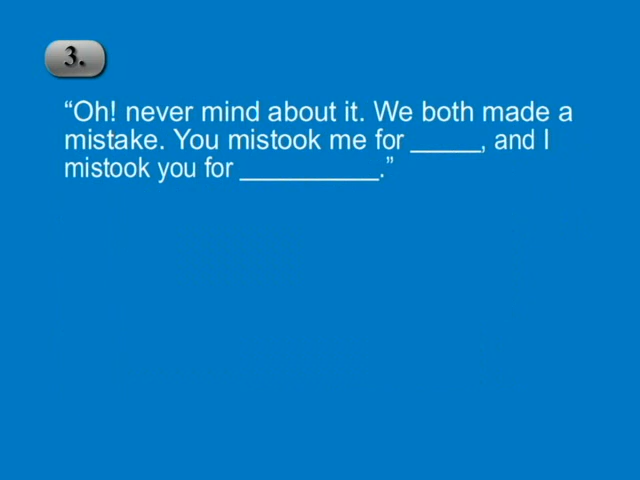 3.
“Oh! never mind about it. We both made a
mistake. You mistook me for _____, and I
mistook you for __________.”